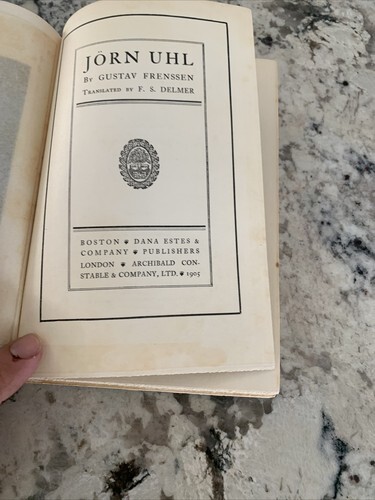 JÖRN UHL
BY GUSTAV FRENSSEN
TRANSLATED BY F. S. DELMER
BOSTON ❦ DANA ESTES &
COMPANY ❦ PUBLISHERS
LONDON ❦ ARCHIBALD CON-
STABLE & COMPANY, LTD. ❦ 1905